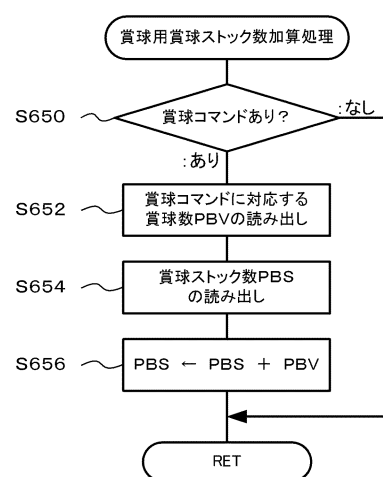 賞球用賞球ストック数加算処理
S650
賞球コマンドあり?
:なし
:あり
S652
賞球コマンドに対応する
賞球数PBVの読み出し
S654
賞球ストック数PBS
の読み出し
S656
PBS ← PBS + PBV
RET